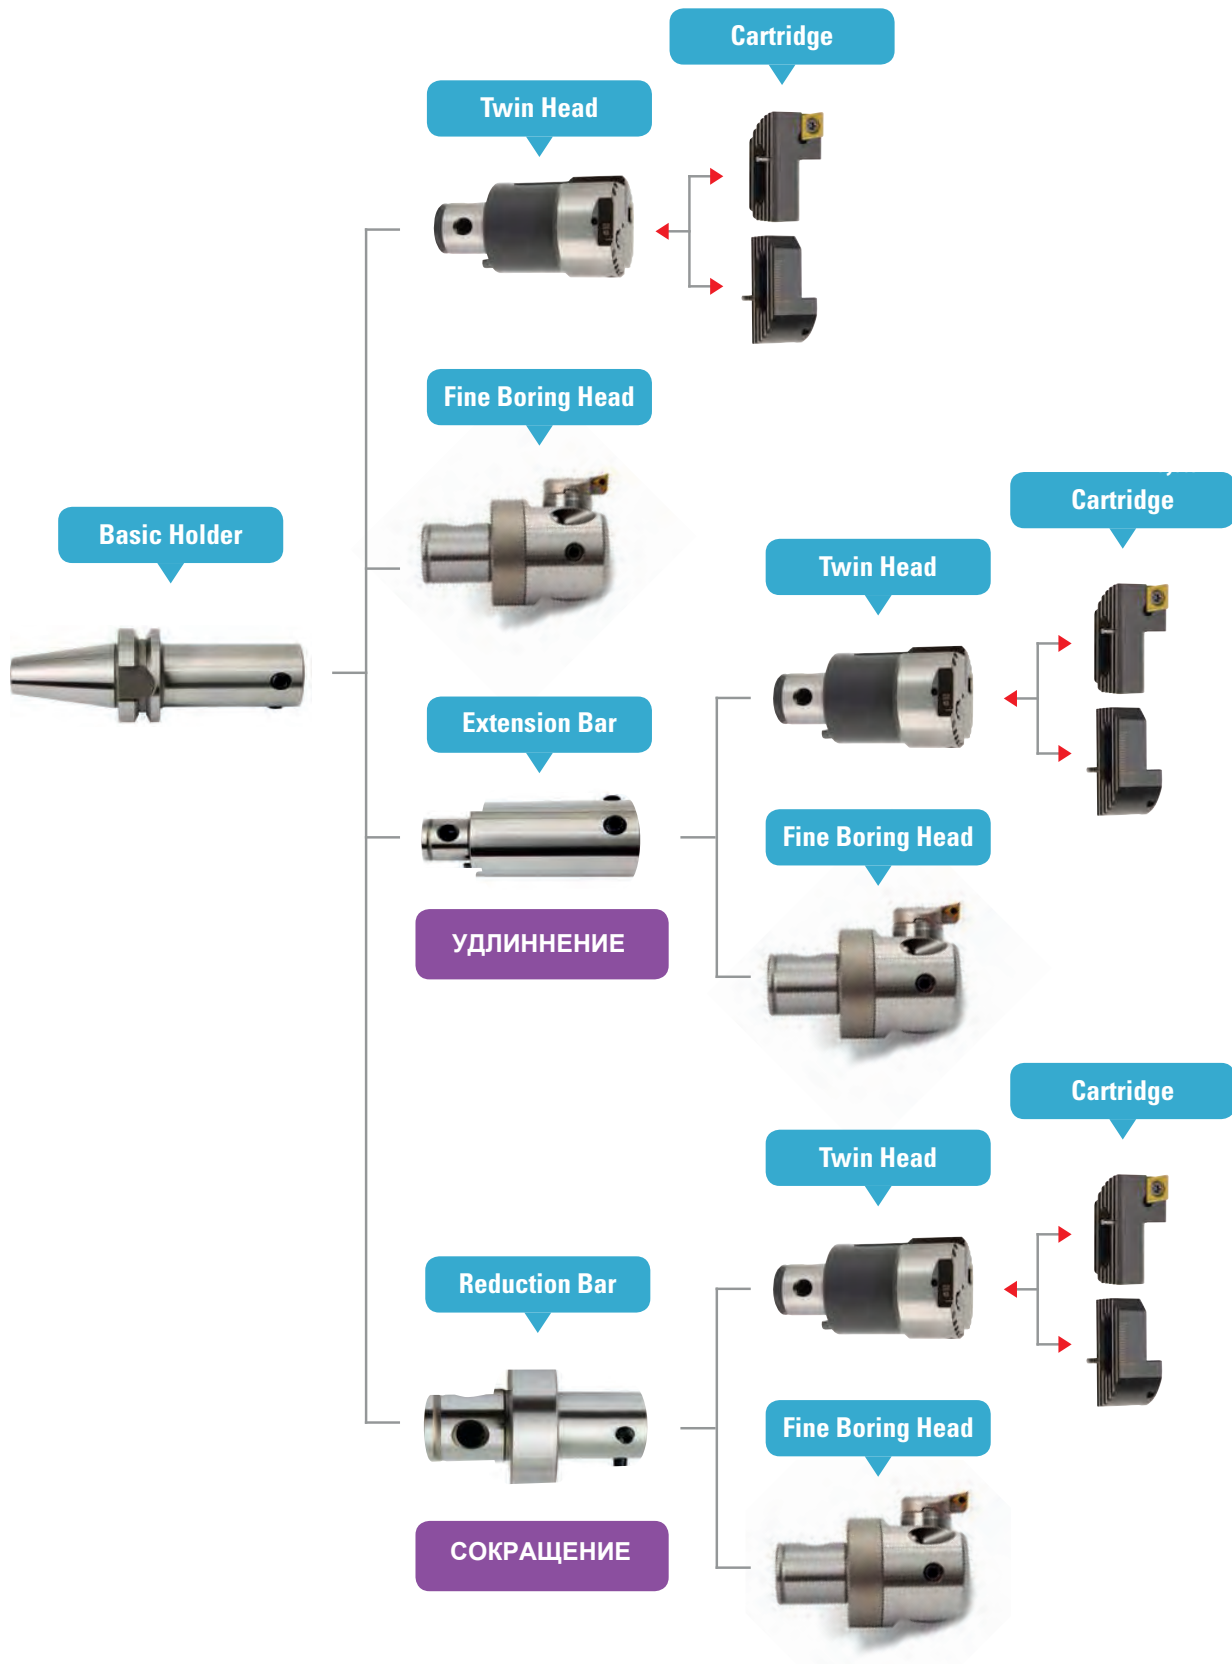 Cartridge
Twin Head
Fine Boring Head
Basic Holder
Cartridge
Twin Head
Extension Bar
Fine Boring Head
УДЛИННЕНИЕ
Cartridge
Twin Head
Reduction Bar
Fine Boring Head
СОКРАЩЕНИЕ